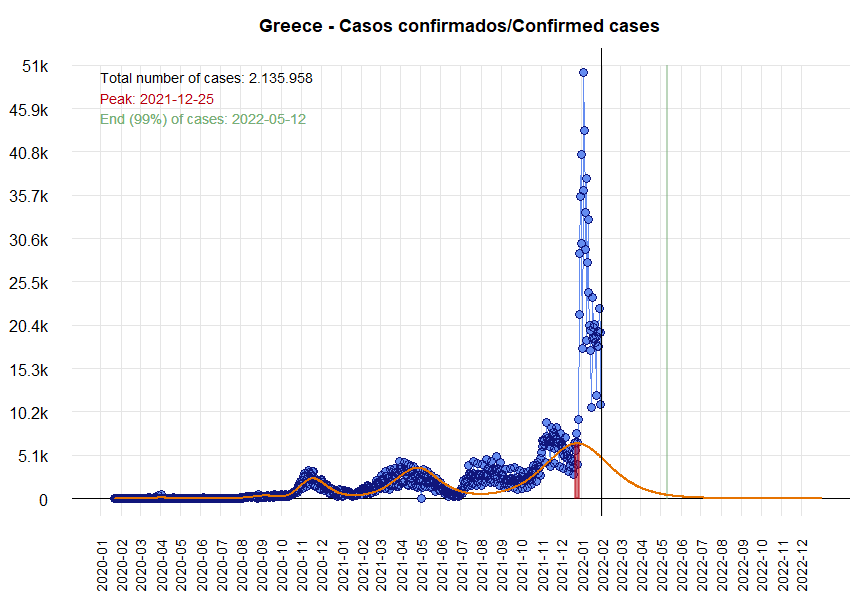 Greece - Casos confirmados/Confirmed cases
51k
45.9k
40.8k
35.7k
30.6k
25.5k
20.4k
15.3k
10.2k
5.1k
0
Total number of cases: 2.135.958
Peak: 2021-12-25
End (99%) of cases: 2022-05-12
2020-01
2020-02
2020-03
2020-04
2020-05
2020-06
2020-07
2020-08
2020-09
2020-10
2020-11
2020-12
2021-01
2021-02
2021-03
2021-04
2021-05
2021-06
2021-07
2021-08
2021-09
2021-10
2021-11
2021-12
2022-01
2022-02
2022-03
2022-04
2022-05
2022-06
2022-07
2022-08
2022-09
2022-10
2022-11
2022-12